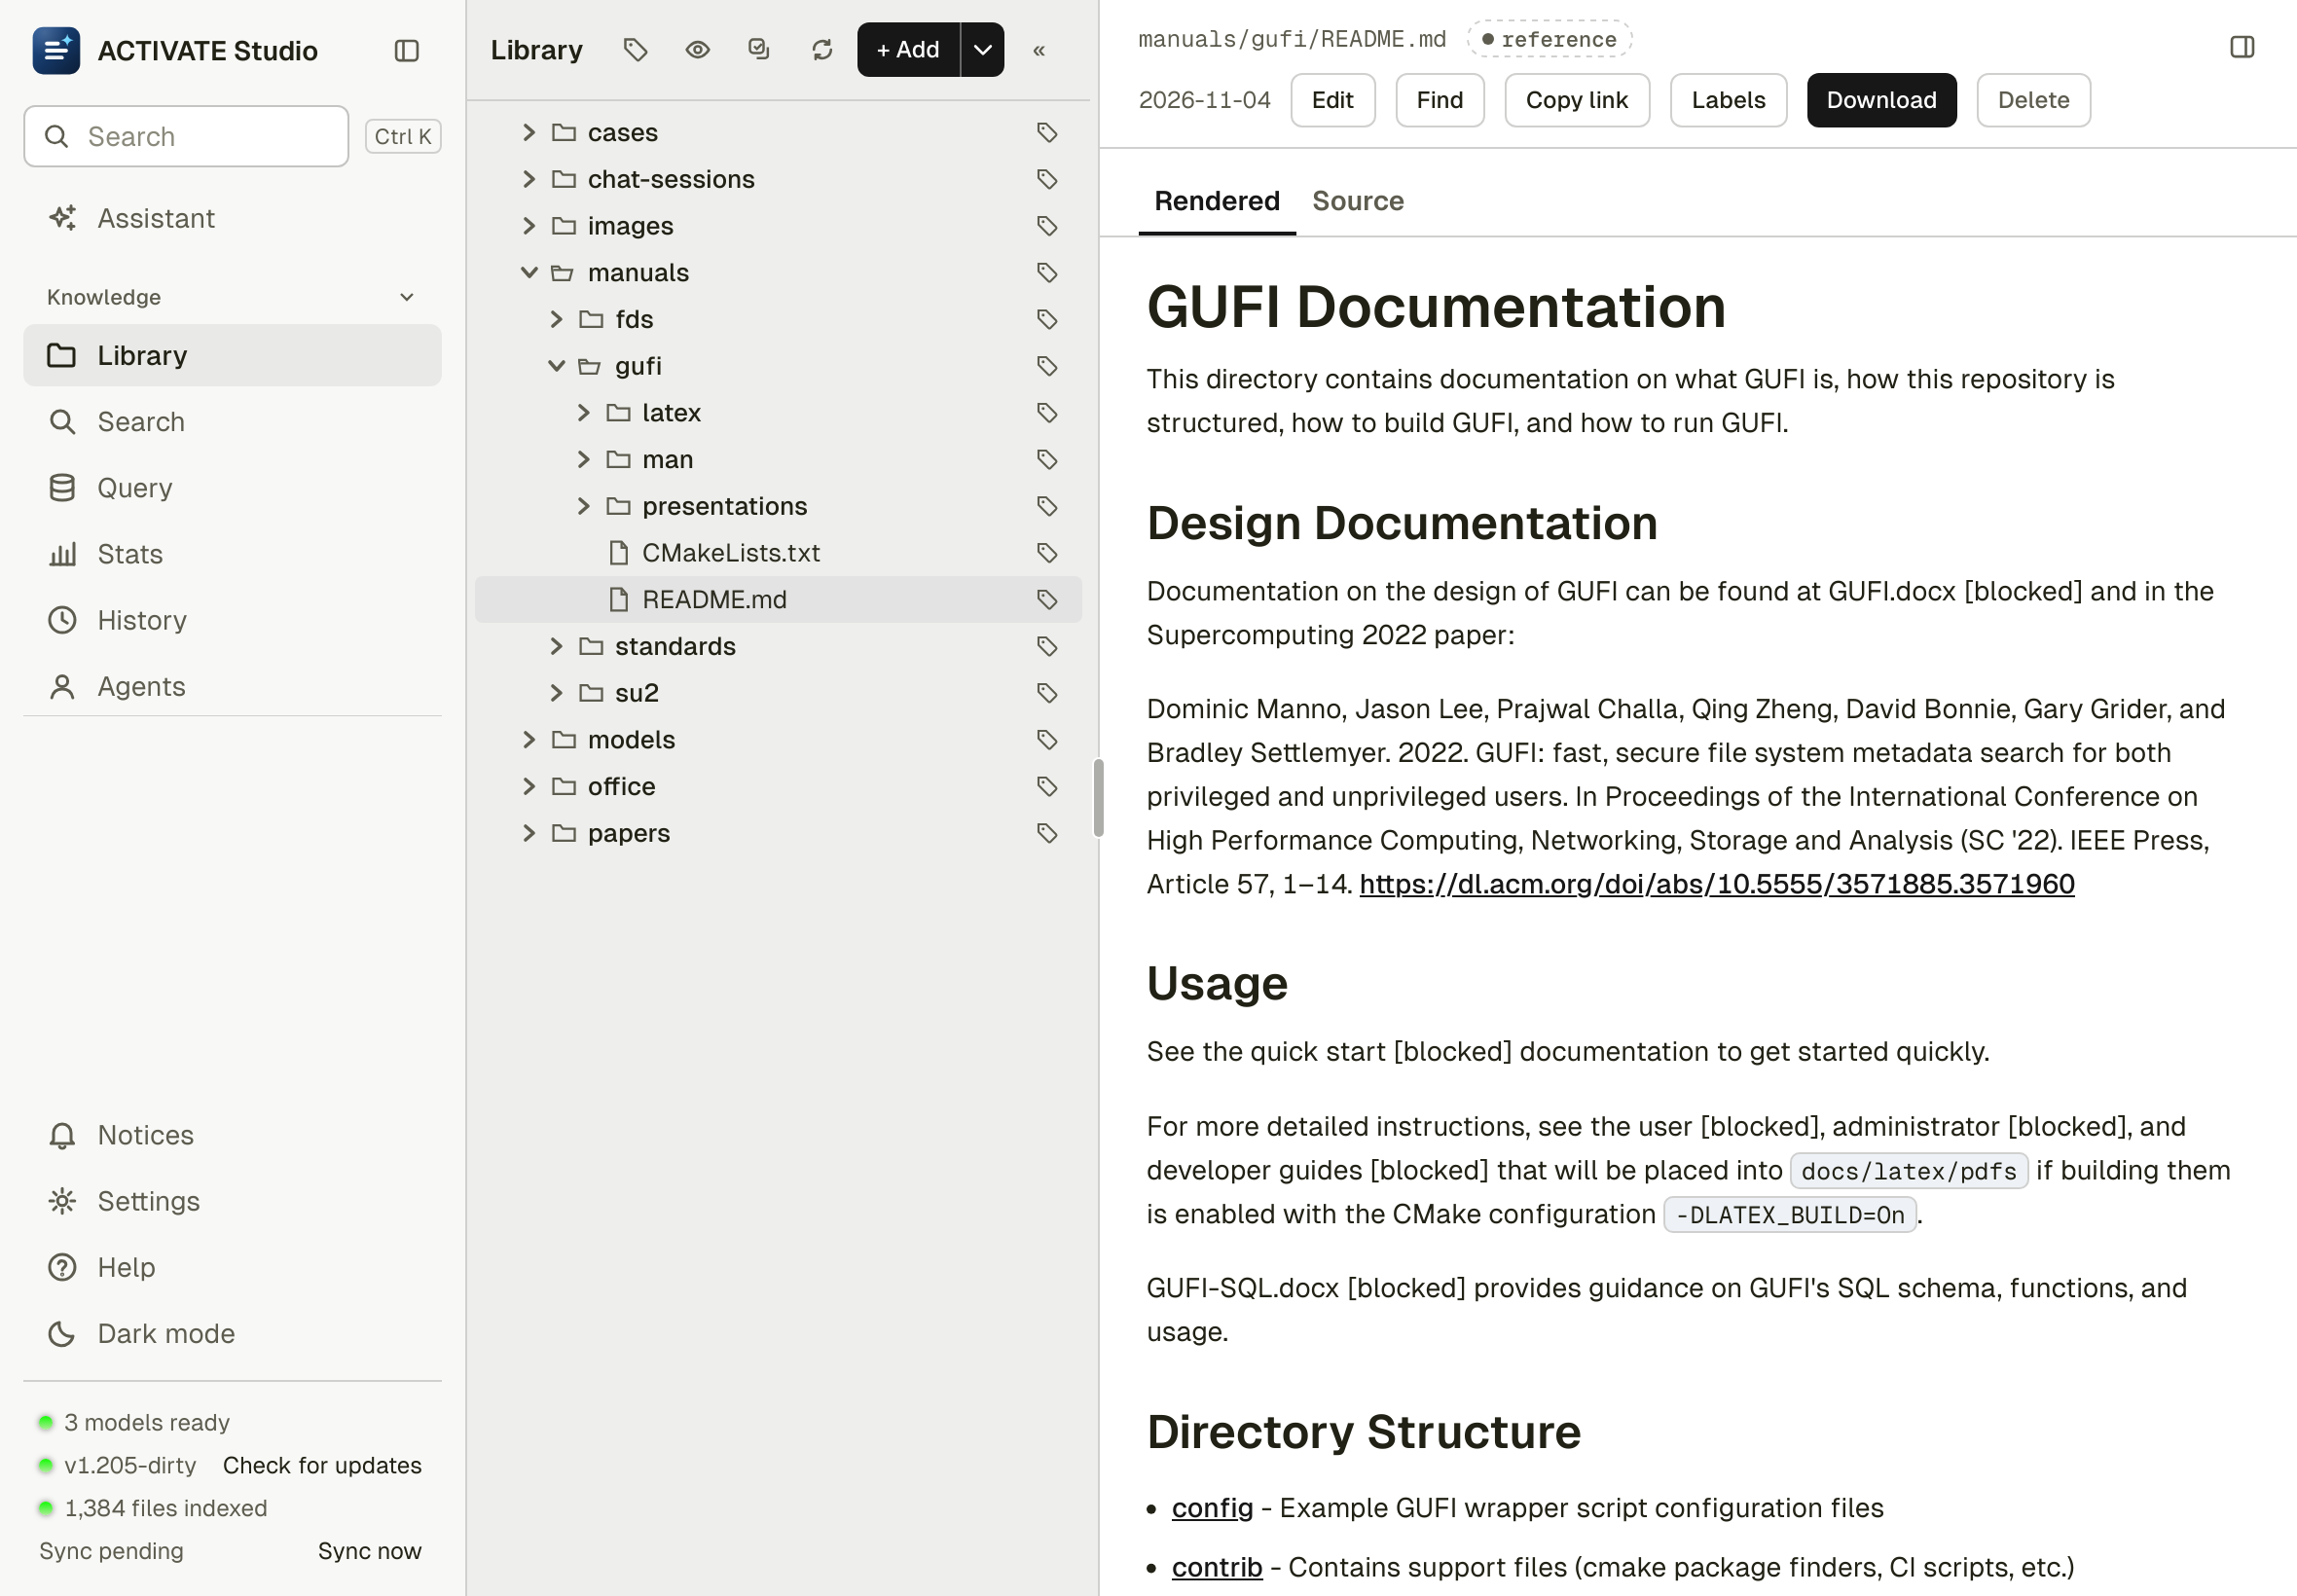 ACTIVATE Studio
Search
Ctrl K
Assistant
Knowledge
Library
Search
Query
Stats
History
Agents
Notices
Settings
Help
Dark mode
3 models ready
v1.205-dirty Check for updates
1,384 files indexed
Sync pending Sync now
Library
+ Add
«
cases
chat-sessions
images
manuals
fds
gufi
latex
man
presentations
CMakeLists.txt
README.md
standards
su2
models
office
papers
manuals/gufi/README.md reference
2026-11-04 Edit Find Copy link Labels Download Delete
Rendered Source
GUFI Documentation
This directory contains documentation on what GUFI is, how this repository is
structured, how to build GUFI, and how to run GUFI.
Design Documentation
Documentation on the design of GUFI can be found at GUFI.docx [blocked] and in the
Supercomputing 2022 paper:
Dominic Manno, Jason Lee, Prajwal Challa, Qing Zheng, David Bonnie, Gary Grider, and
Bradley Settlemyer. 2022. GUFI: fast, secure file system metadata search for both
privileged and unprivileged users. In Proceedings of the International Conference on
High Performance Computing, Networking, Storage and Analysis (SC '22). IEEE Press,
Article 57, 1–14. https://dl.acm.org/doi/abs/10.5555/3571885.3571960
Usage
See the quick start [blocked] documentation to get started quickly.
For more detailed instructions, see the user [blocked], administrator [blocked], and
developer guides [blocked] that will be placed into docs/latex/pdfs if building them
is enabled with the CMake configuration -DLATEX_BUILD=On.
GUFI-SQL.docx [blocked] provides guidance on GUFI's SQL schema, functions, and
usage.
Directory Structure
• config - Example GUFI wrapper script configuration files
• contrib - Contains support files (cmake package finders, CI scripts, etc.)